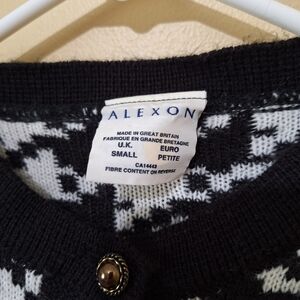 ALEXON
MADE IN GREAT BRITAIN
FABRIQUE EN GRANDE BRETAGNE
U.K. EURO
SMALL PETITE
CA14443
FIBRE CONTENT ON REVERSE